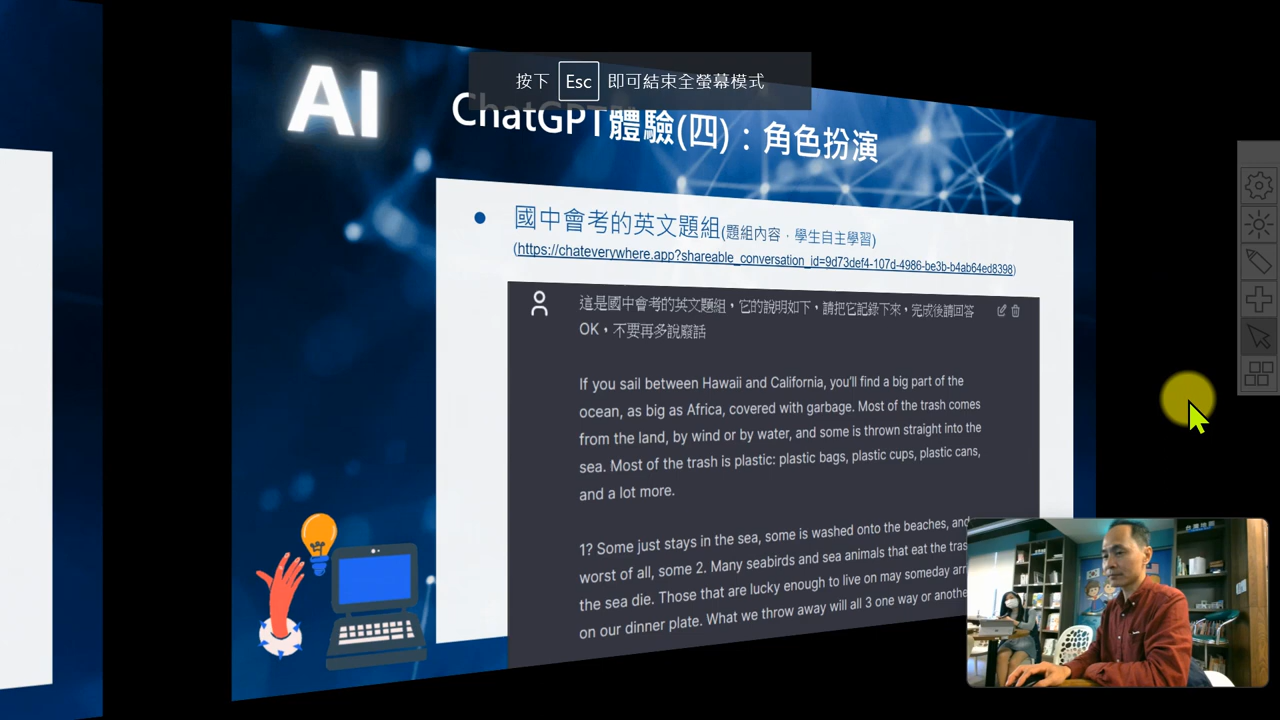 按下 Esc 即可結束全螢幕模式
AI
ChatGPT體驗(四)：角色扮演
國中會考的英文題組(題組內容，學生自主學習)
(https://chateverywhere.app?shareable_conversation_id=9d73def4-107d-4986-be3b-b4ab64ed8398)
這是國中會考的英文題組，它的說明如下，請把它記錄下來，完成後請回答
OK，不要再多說廢話
If you sail between Hawaii and California, you'll find a big part of the
ocean, as big as Africa, covered with garbage. Most of the trash comes
from the land, by wind or by water, and some is thrown straight into the
sea. Most of the trash is plastic: plastic bags, plastic cups, plastic cans,
and a lot more.
1? Some just stays in the sea, some is washed onto the beaches, and
worst of all, some 2. Many seabirds and sea animals that eat the tras
the sea die. Those that are lucky enough to live on may someday arr
on our dinner plate. What we throw away will all 3 one way or anothe
台灣地圖